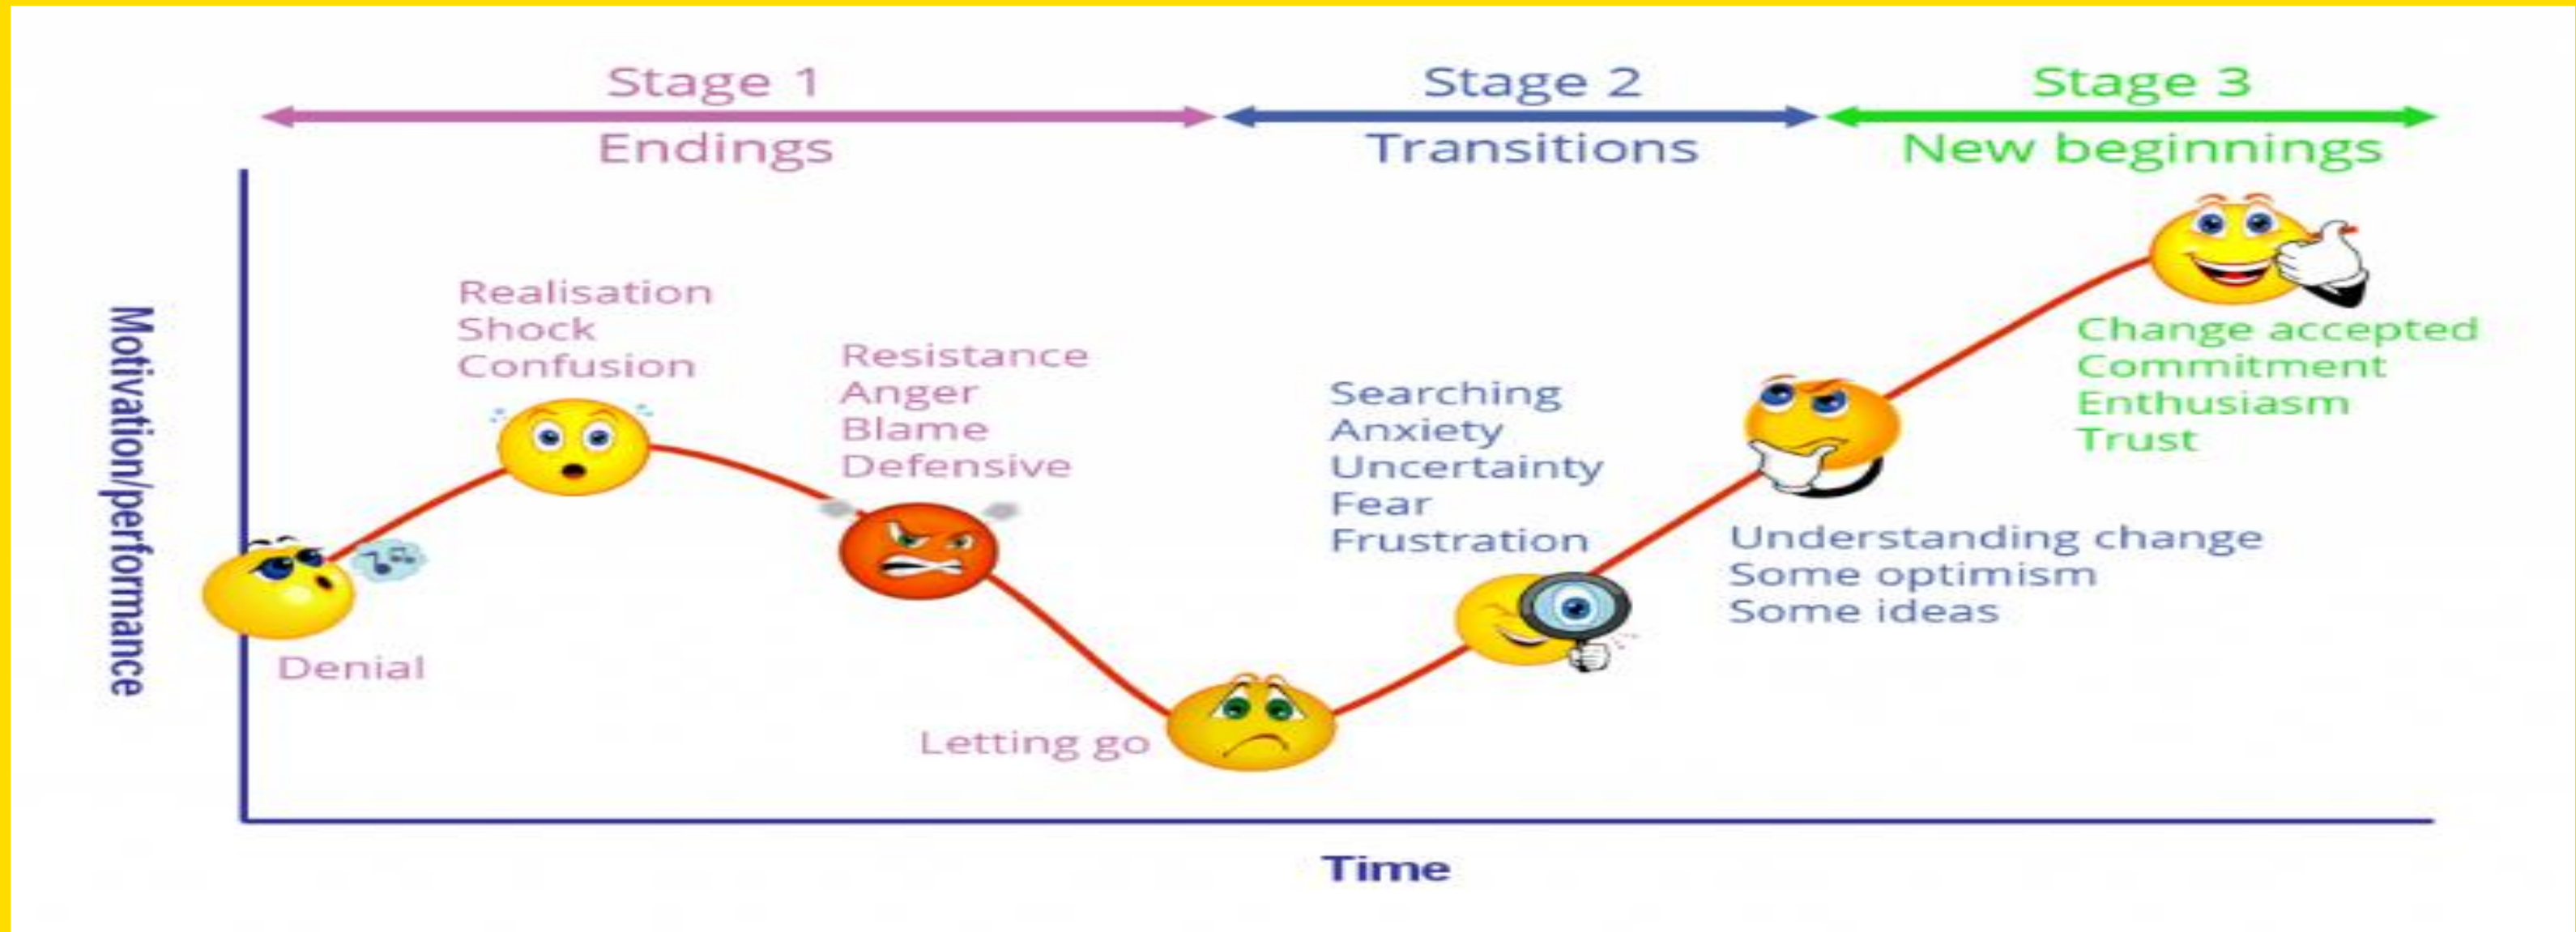 Stage 1
Endings
Stage 2
Transitions
Stage 3
New beginnings
Motivation/performance
Denial
Realisation
Shock
Confusion
Resistance
Anger
Blame
Defensive
Letting go
Searching
Anxiety
Uncertainty
Fear
Frustration
Understanding change
Some optimism
Some ideas
Change accepted
Commitment
Enthusiasm
Trust
Time